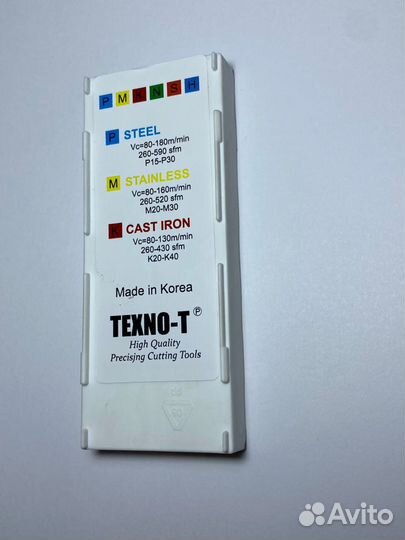 P M K N S H
P STEEL
Vc=80-180m/min
260-590 sfm
P15-P30
M STAINLESS
Vc=80-160m/min
260-520 sfm
M20-M30
K CAST IRON
Vc=80-130m/min
260-430 sfm
K20-K40
Made in Korea
TEXNO-T ℗
High Quality
Precisjng Cutting Tools
Avito